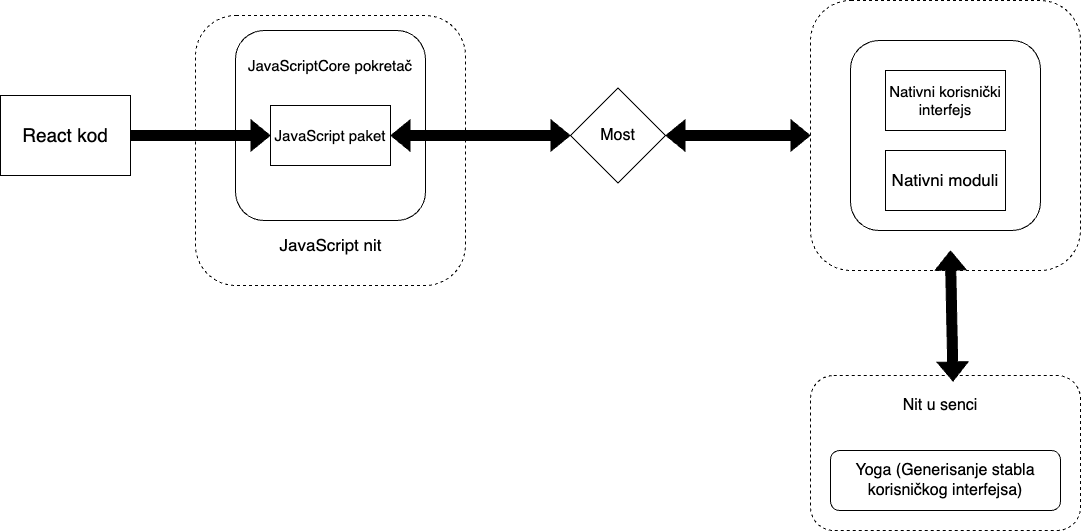 React kod
JavaScriptCore pokretač
JavaScript paket
JavaScript nit
Most
Nativni korisnički
interfejs
Nativni moduli
Nit u senci
Yoga (Generisanje stabla
korisničkog interfejsa)